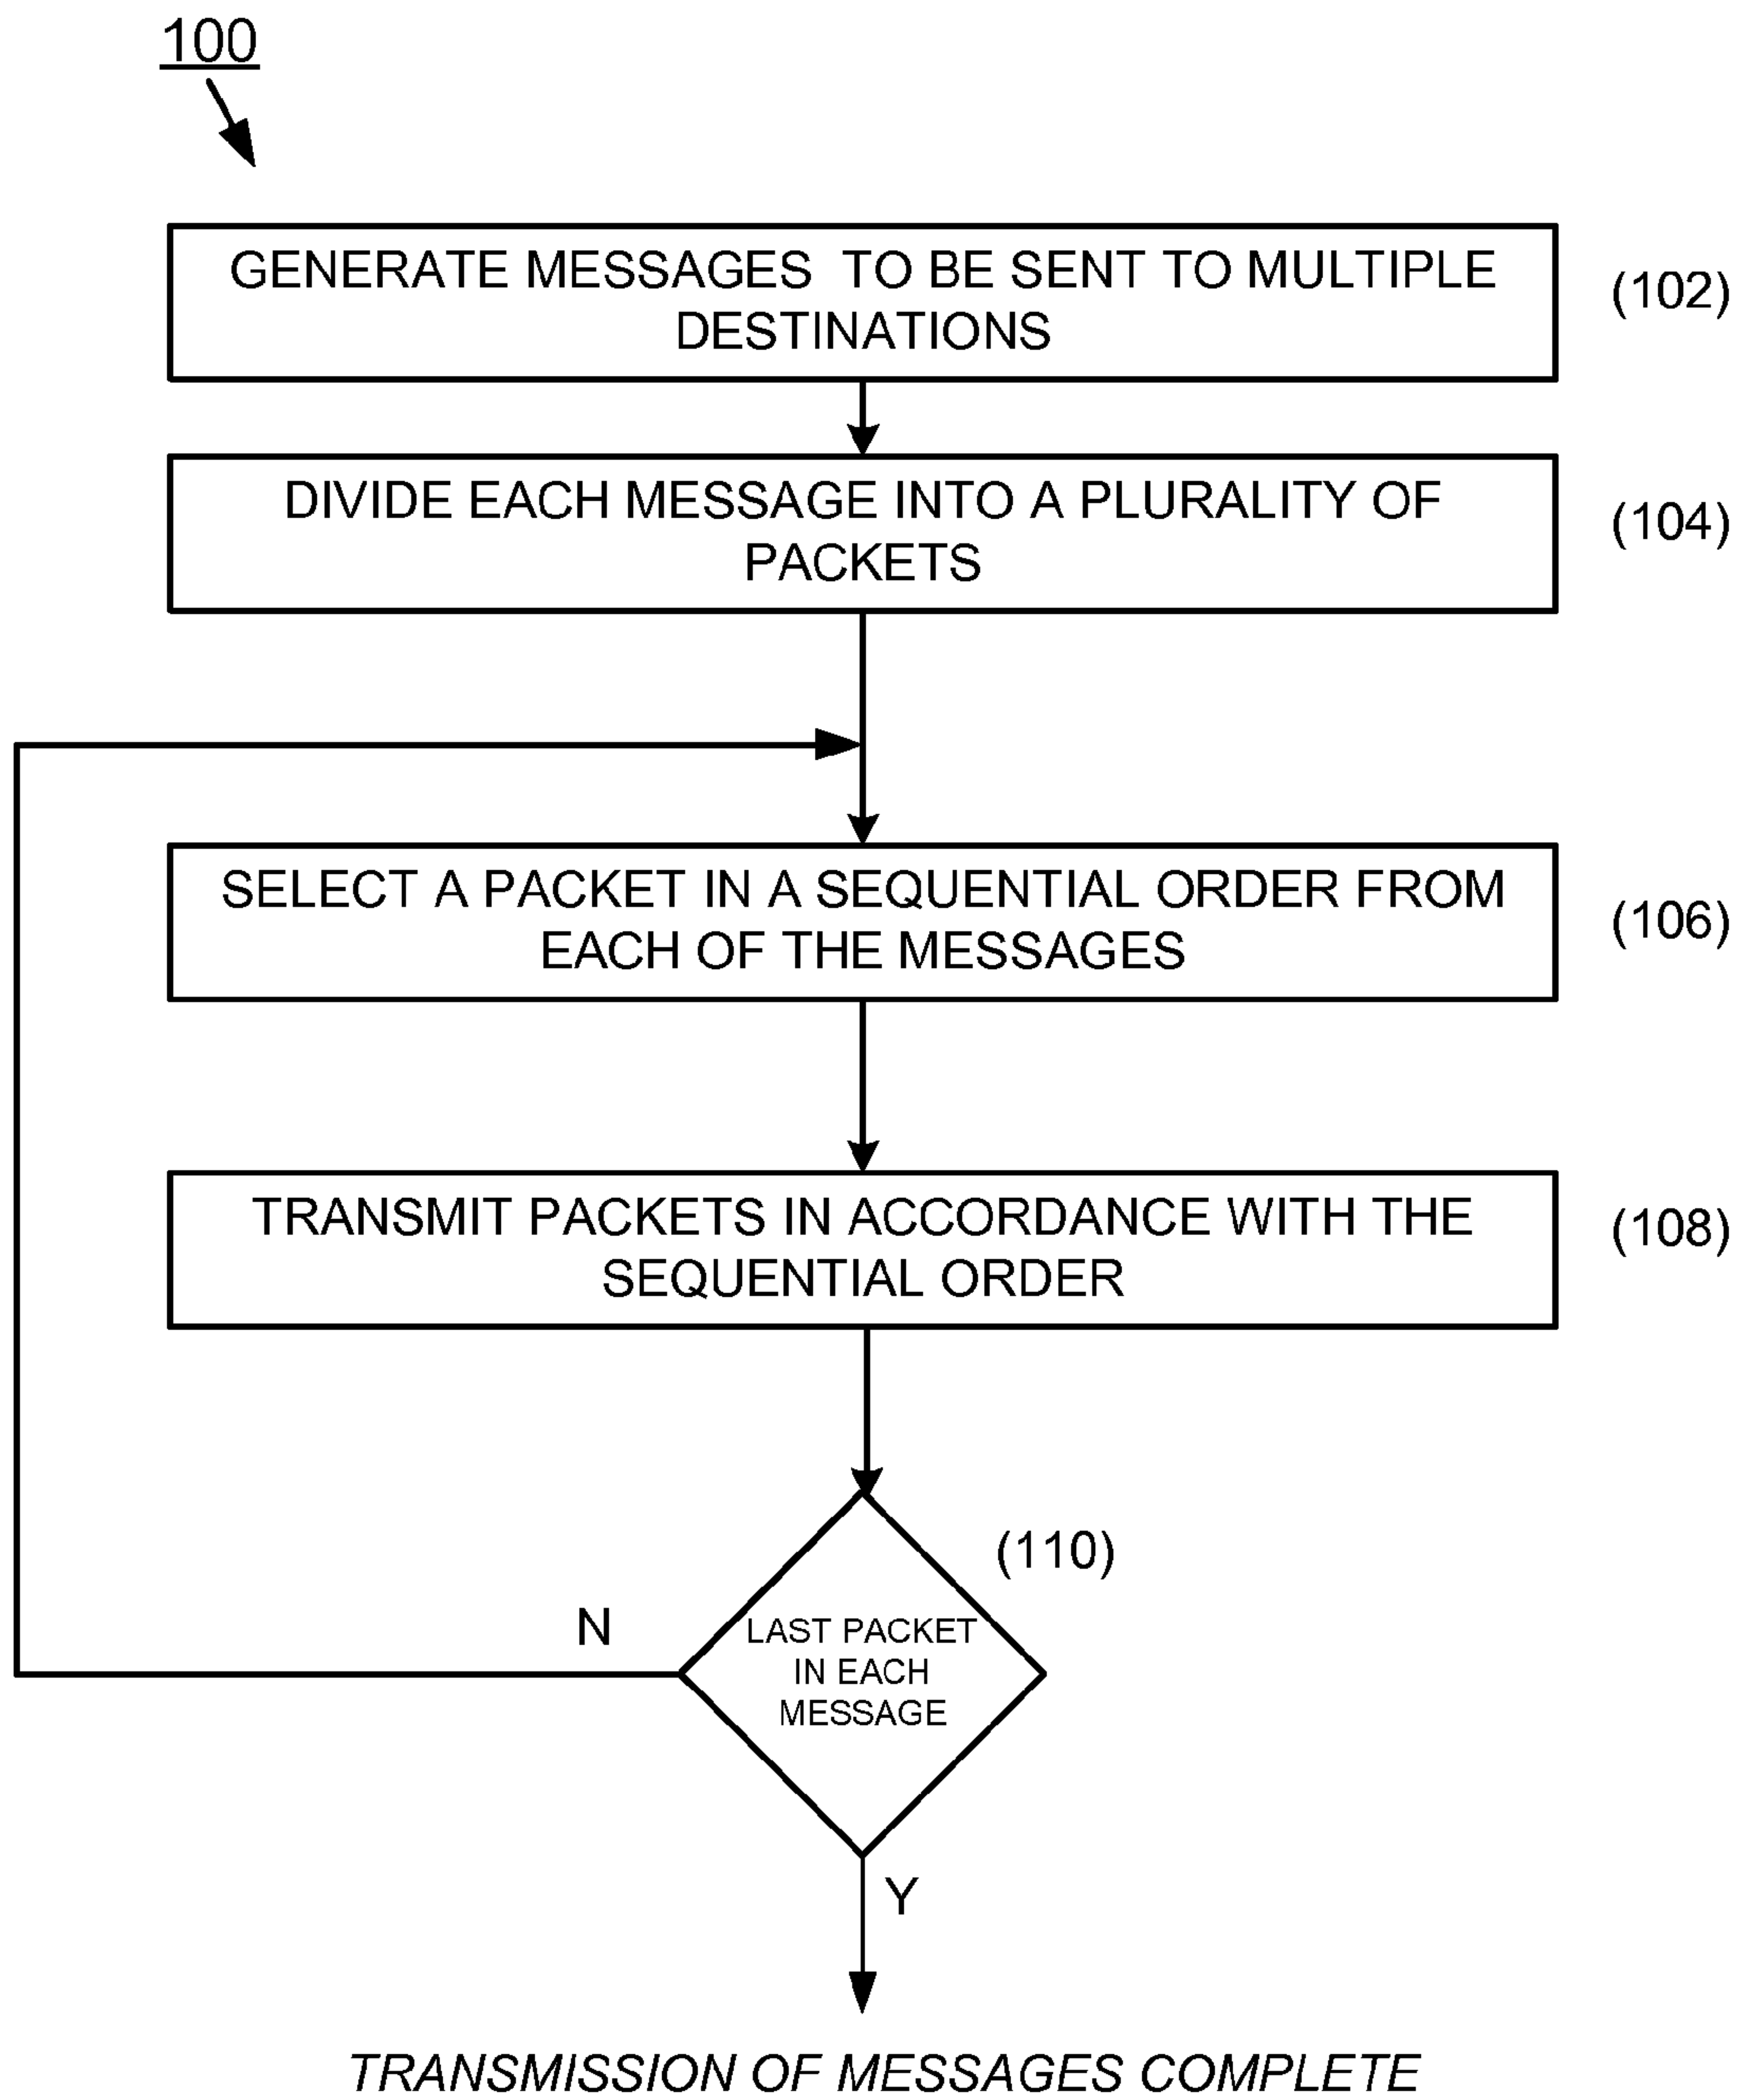 100
GENERATE MESSAGES TO BE SENT TO MULTIPLE
DESTINATIONS
(102)
DIVIDE EACH MESSAGE INTO A PLURALITY OF
PACKETS
(104)
SELECT A PACKET IN A SEQUENTIAL ORDER FROM
EACH OF THE MESSAGES
(106)
TRANSMIT PACKETS IN ACCORDANCE WITH THE
SEQUENTIAL ORDER
(108)
(110)
LAST PACKET
IN EACH
MESSAGE
N
Y
TRANSMISSION OF MESSAGES COMPLETE